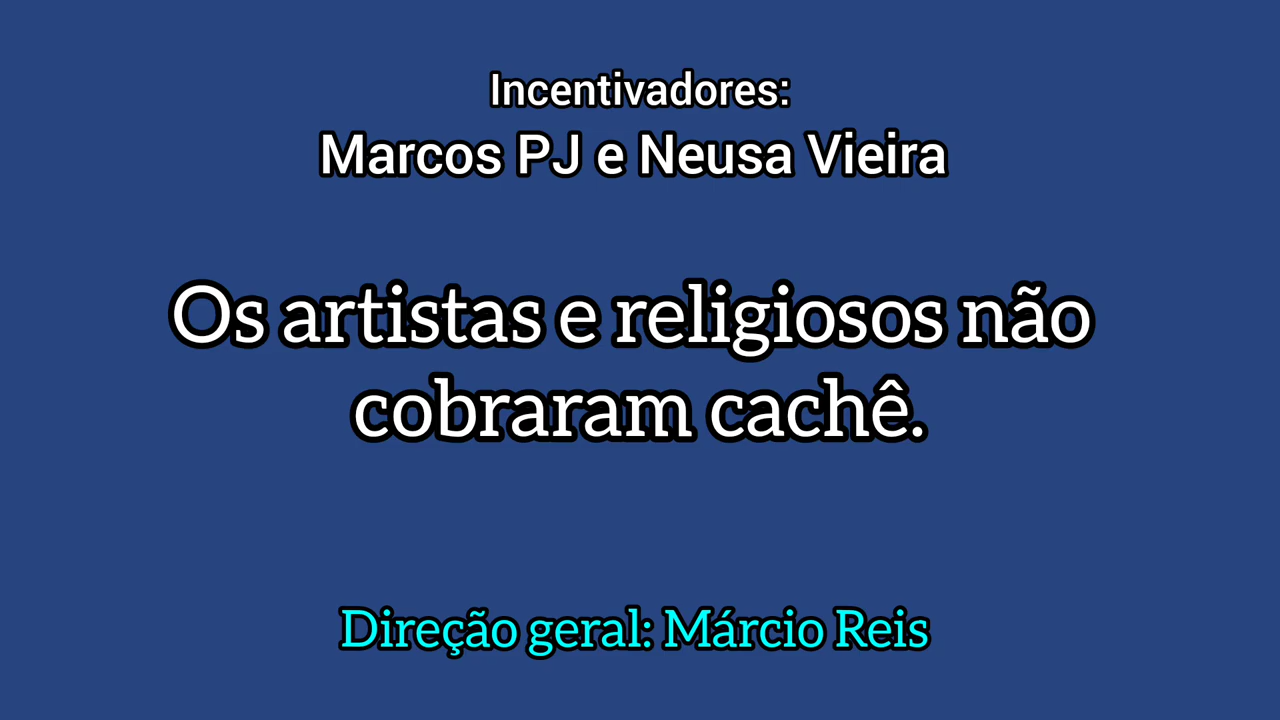 Incentivadores:
Marcos PJ e Neusa Vieira
Os artistas e religiosos não
cobraram cachê.
Direção geral: Márcio Reis